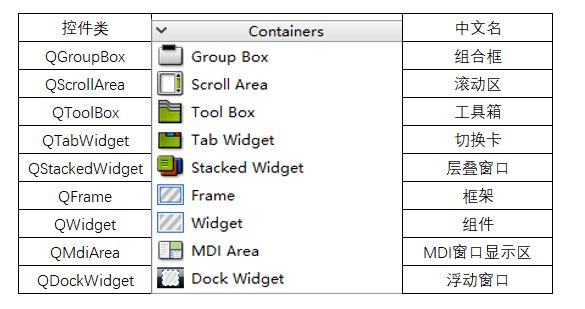 控件类 Containers 中文名
QGroupBox Group Box 组合框
QScrollArea Scroll Area 滚动区
QToolBox Tool Box 工具箱
QTabWidget Tab Widget 切换卡
QStackedWidget Stacked Widget 层叠窗口
QFrame Frame 框架
QWidget Widget 组件
QMdiArea MDI Area MDI窗口显示区
QDockWidget Dock Widget 浮动窗口